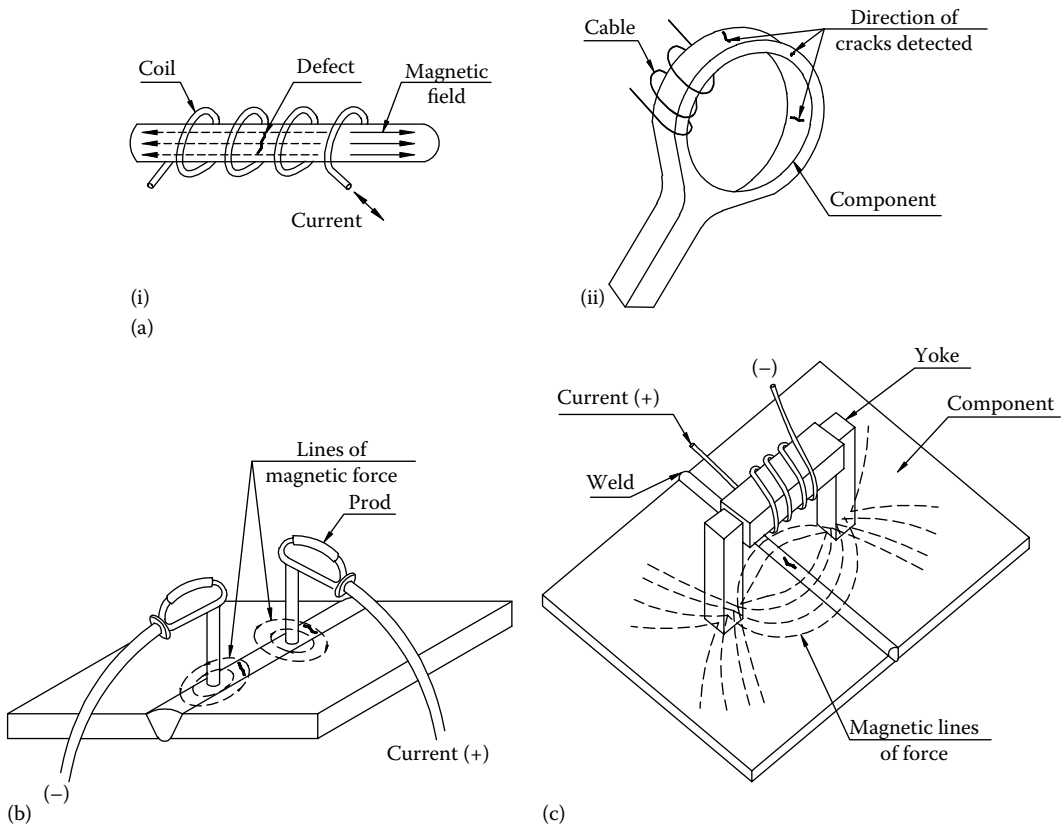 Coil
Defect
Magnetic
field
Current
(i)
(a)
Cable
Direction of
cracks detected
Component
(ii)
Lines of
magnetic force
Prod
Current (+)
(–)
(b)
(–)
Yoke
Current (+)
Component
Weld
Magnetic lines
of force
(c)